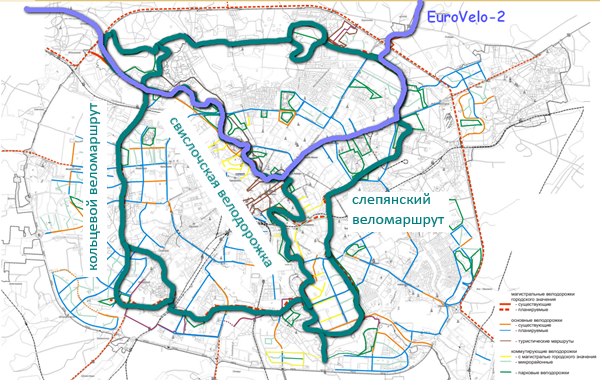 EuroVelo-2
кольцевой веломаршрут
свислочская велодорожка
слепянский
веломаршрут
магистральные велодорожки
городского значения
- существующие
- планируемые
основные велодорожки
- существующие
- планируемые
- туристические маршруты
коммутирующие велодорожки
- с магистралью городского значения
- микрорайонные
- парковые велодорожки